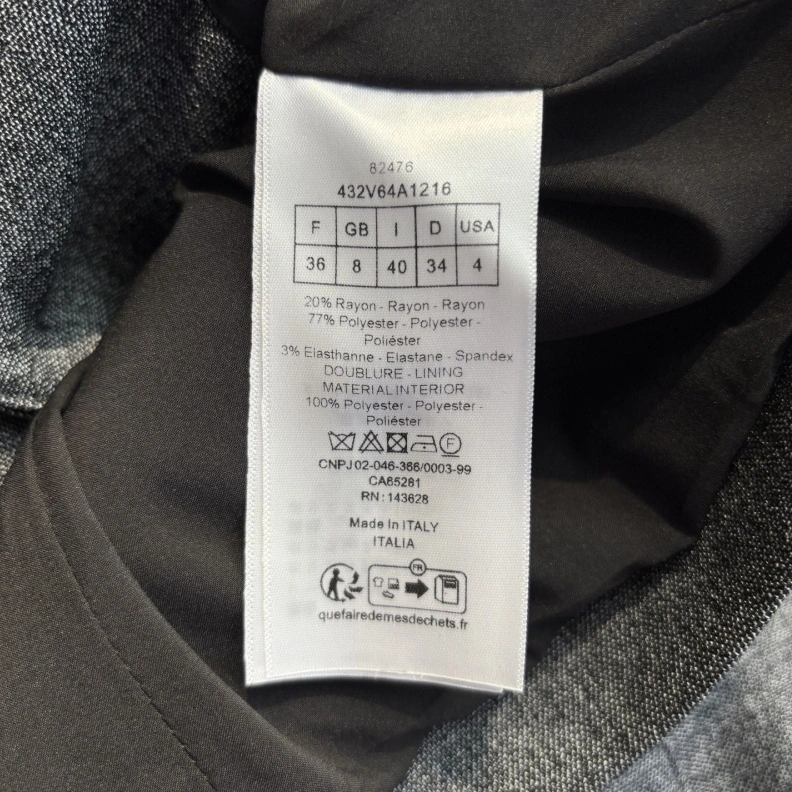 82476
432V64A1216
F GB I D USA
36 8 40 34 4
20% Rayon - Rayon - Rayon
77% Polyester - Polyester -
Poliéster
3% Elasthanne - Elastane - Spandex
DOUBLURE - LINING
MATERIAL INTERIOR
100% Polyester - Polyester -
Poliéster
F
CNPJ 02-046-366/0003-99
CA65281
RN : 143628
Made In ITALY
ITALIA
FR
quefairedemesdechets.fr